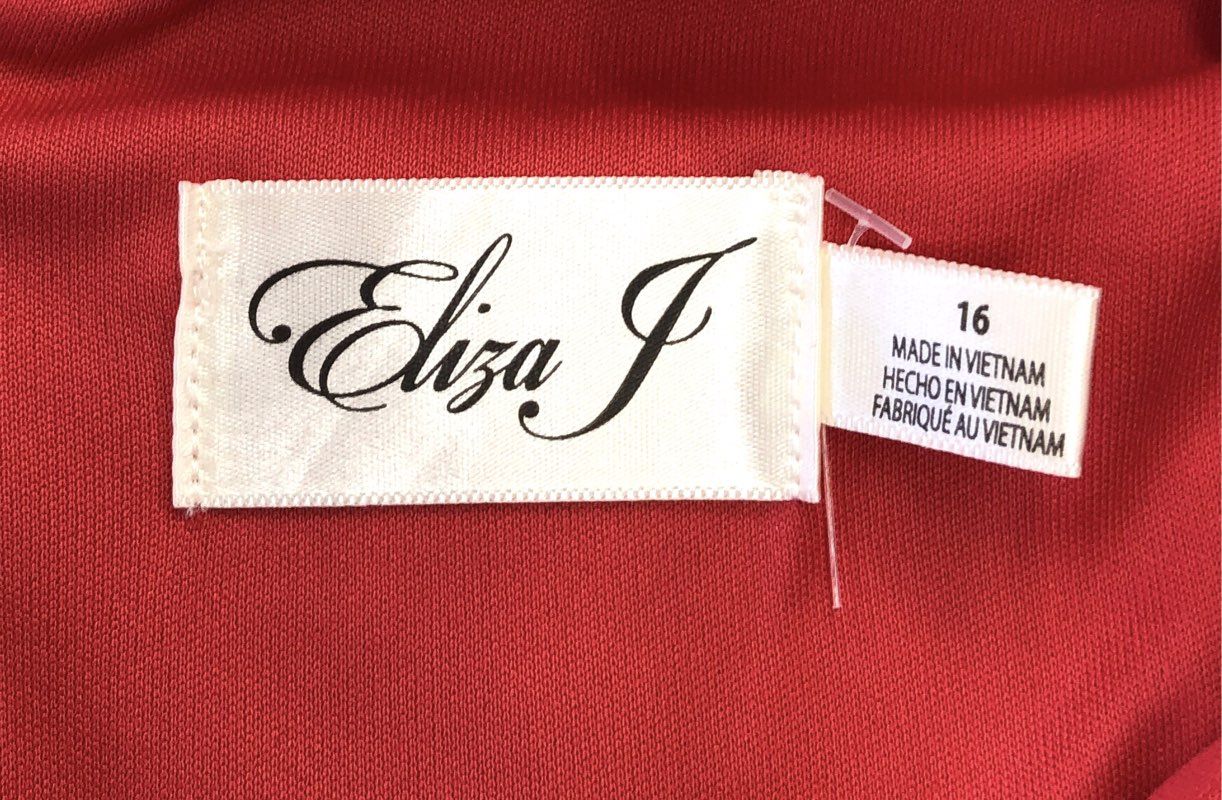 Eliza J
16
MADE IN VIETNAM
HECHO EN VIETNAM
FABRIQUÉ AU VIETNAM